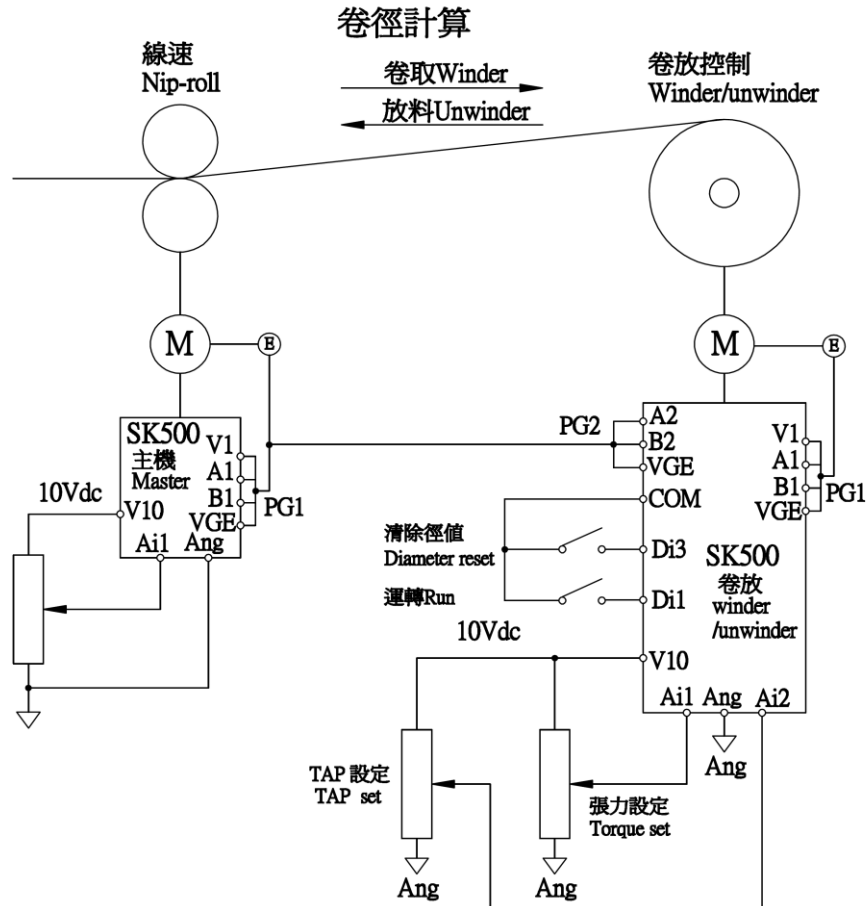 卷徑計算
線速
Nip-roll
卷取Winder
放料Unwinder
卷放控制
Winder/unwinder
M
E
M
E
SK500
主機
Master
V1
A1
B1
VGE
PG1
10Vdc
V10
Ai1
Ang
PG2
A2
B2
VGE
COM
V1
A1
B1
VGE
PG1
清除徑值
Diameter reset
Di3
SK500
卷放
winder
/unwinder
運轉Run
Di1
10Vdc
V10
Ai1
Ang
Ai2
Ang
TAP 設定
TAP set
張力設定
Torque set
Ang
Ang